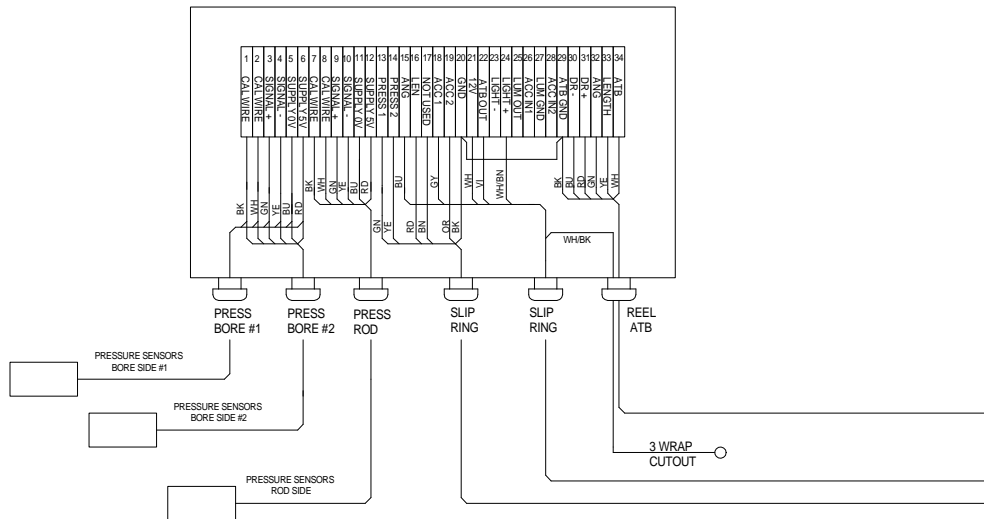 1 2 3 4 5 6 7 8 9 10 11 12 13 14 15 16 17 18 19 20 21 22 23 24 25 26 27 28 29 30 31 32 33 34
CAL WIRE
CAL WIRE
SIGNAL +
SIGNAL -
SUPPLY 0V
SUPPLY 5V
CAL WIRE
CAL WIRE
SIGNAL +
SIGNAL -
SUPPLY 0V
SUPPLY 5V
PRESS 1
PRESS 2
ANG
LEN
NOT USED
ACC 1
ACC 2
GND
12V
ATB OUT
LIGHT -
LIGHT +
LUM OUT
ACC IN1
LUM GND
ACC IN2
ATB GND
DR -
DR +
ANG
LENGTH
ATB
BK
WH
GN
YE
BU
RD
BK
WH
GN
YE
BU
RD
GN
YE
BU
RD
BN
GY
OR
BK
WH
VI
WH/BN
BK
BU
RD
GN
YE
WH
WH/BK
PRESS
BORE #1
PRESS
BORE #2
PRESS
ROD
SLIP
RING
SLIP
RING
REEL
ATB
PRESSURE SENSORS
BORE SIDE #1
PRESSURE SENSORS
BORE SIDE #2
3 WRAP
CUTOUT
PRESSURE SENSORS
ROD SIDE